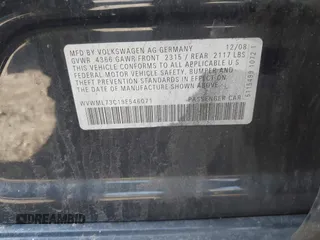 MFD BY VOLKSWAGEN AG GERMANY 12/08
GVWR 4366 GAWR FRONT 2315 / REAR 2117 LBS
THIS VEHICLE CONFORMS TO ALL APPLICABLE U.S.
FEDERAL MOTOR VEHICLE SAFETY, BUMPER AND
THEFT PREVENTION STANDARDS IN EFFECT ON THE
DATE OF MANUFACTURE SHOWN ABOVE.
PASSENGER CAR
DREAMBID